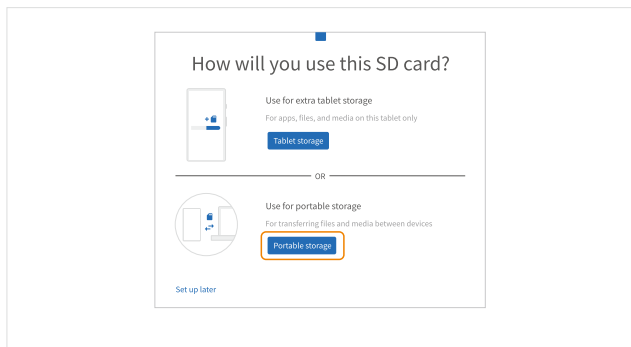 How will you use this SD card?
Use for extra tablet storage
For apps, files, and media on this tablet only
Tablet storage
OR
Use for portable storage
For transferring files and media between devices
Portable storage
Set up later